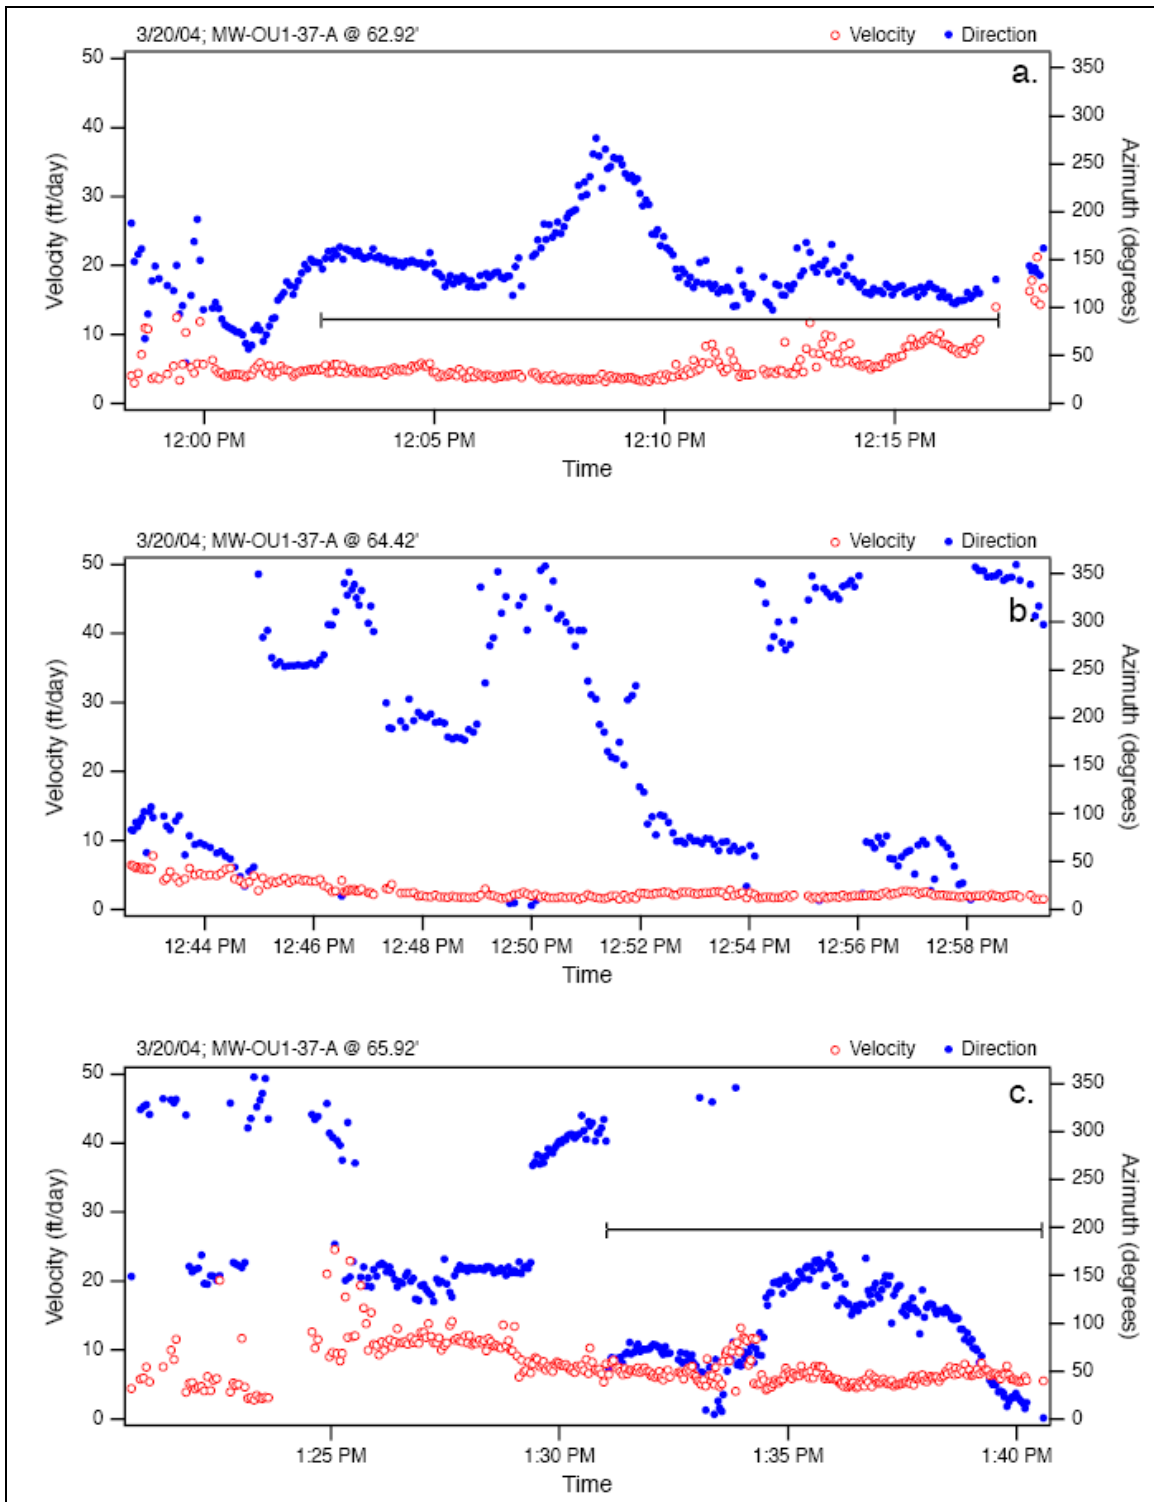 3/20/04; MW-OU1-37-A @ 62.92' Velocity Direction
a.
50
40
30
20
10
0
Velocity (ft/day)
350
300
250
200
150
100
50
0
Azimuth (degrees)
12:00 PM 12:05 PM 12:10 PM 12:15 PM
Time
3/20/04; MW-OU1-37-A @ 64.42' Velocity Direction
b.
50
40
30
20
10
0
Velocity (ft/day)
350
300
250
200
150
100
50
0
Azimuth (degrees)
12:44 PM 12:46 PM 12:48 PM 12:50 PM 12:52 PM 12:54 PM 12:56 PM 12:58 PM
Time
3/20/04; MW-OU1-37-A @ 65.92' Velocity Direction
c.
50
40
30
20
10
0
Velocity (ft/day)
350
300
250
200
150
100
50
0
Azimuth (degrees)
1:25 PM 1:30 PM 1:35 PM 1:40 PM
Time